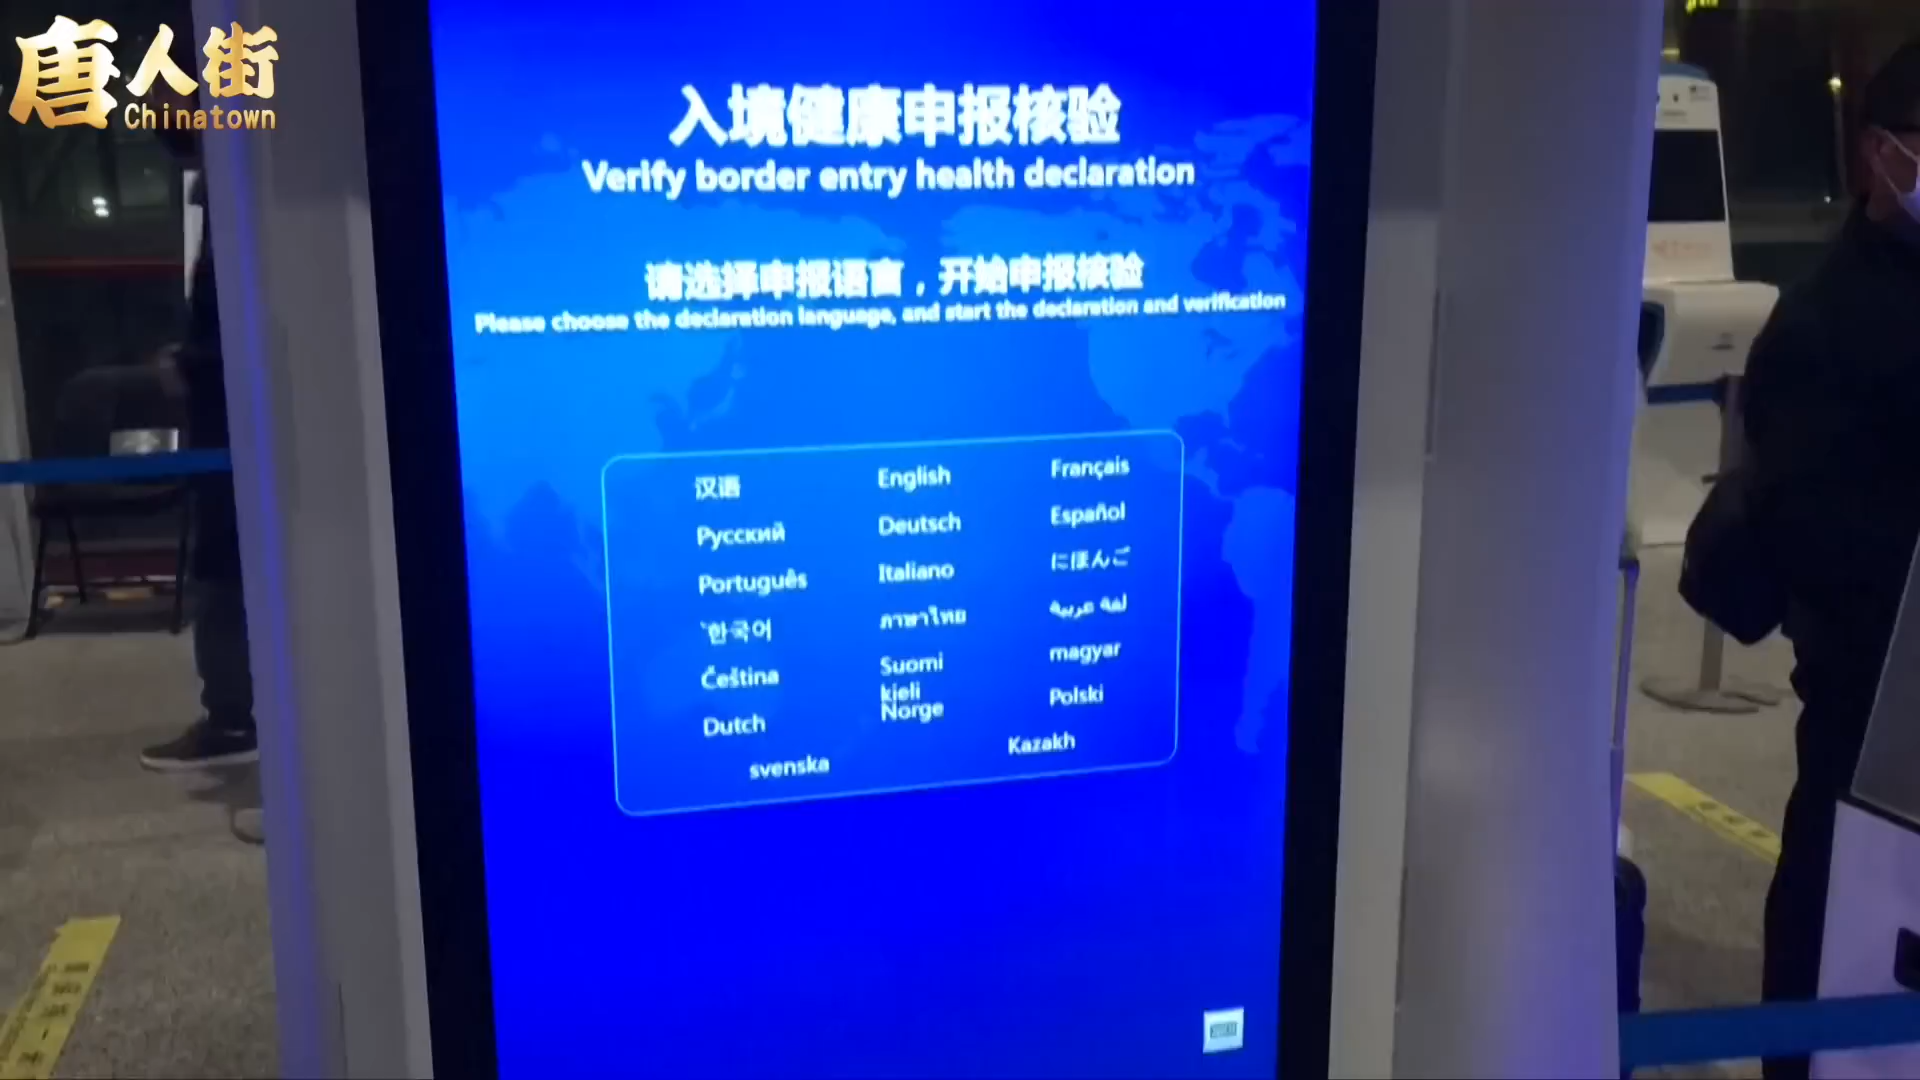 唐人街
Chinatown
入境健康申报核验
Verify border entry health declaration
请选择申报语言，开始申报核验
Please choose the declaration language, and start the declaration and verification
汉语 English Français
Русский Deutsch Español
Português Italiano にほんご
한국어 ภาษาไทย لغة عربية
Čeština Suomi kieli magyar
Dutch Norge Polski
svenska Kazakh